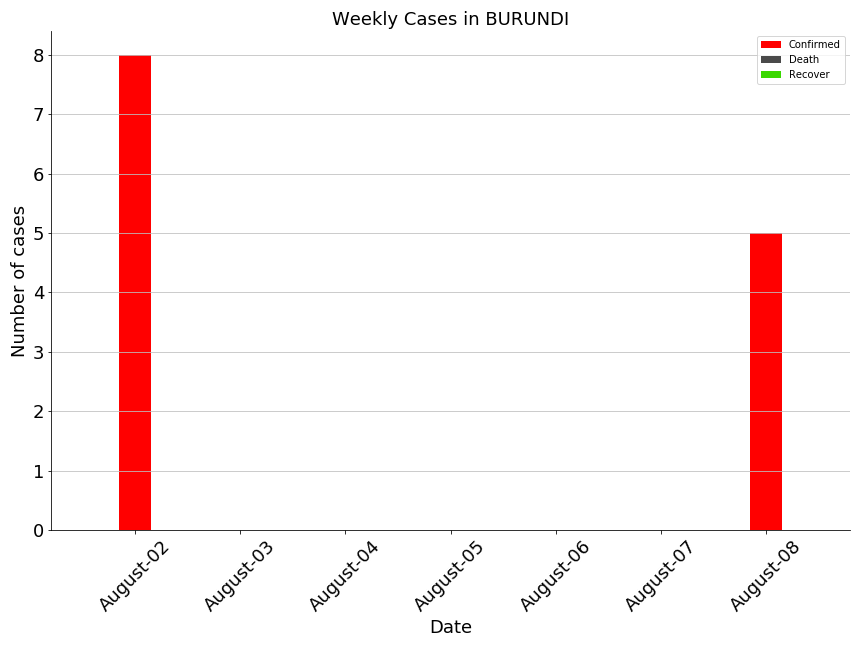 Weekly Cases in BURUNDI
Confirmed
Death
Recover
Number of cases
8
7
6
5
4
3
2
1
0
August-02
August-03
August-04
August-05
August-06
August-07
August-08
Date